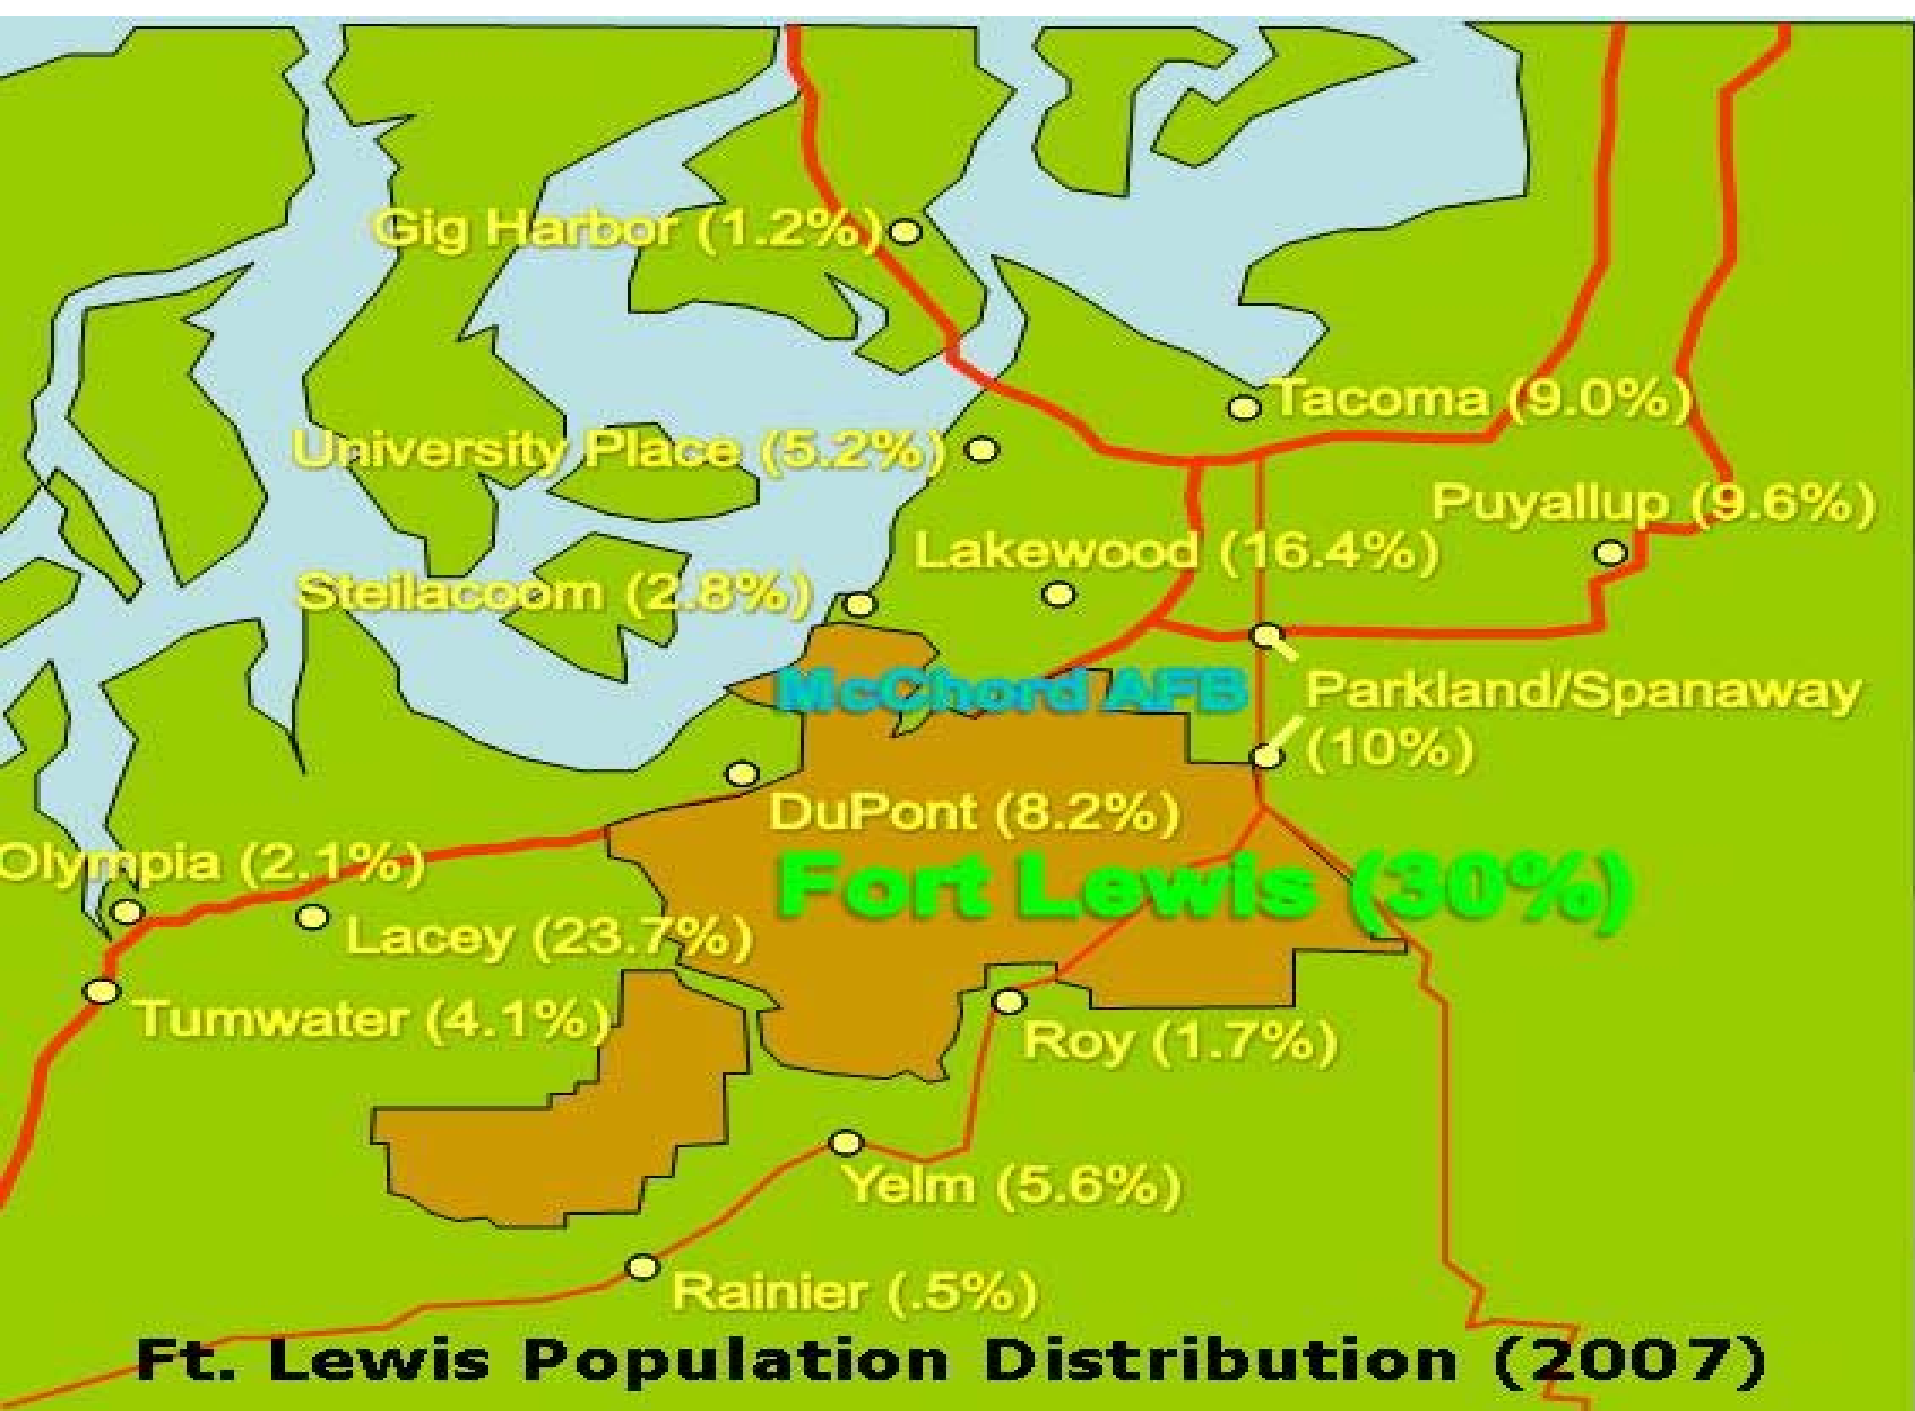 Gig Harbor (1.2%)
Tacoma (9.0%)
University Place (5.2%)
Puyallup (9.6%)
Lakewood (16.4%)
Steilacoom (2.8%)
McChord AFB
Parkland/Spanaway
(10%)
DuPont (8.2%)
Olympia (2.1%)
Fort Lewis (30%)
Lacey (23.7%)
Tumwater (4.1%)
Roy (1.7%)
Yelm (5.6%)
Rainier (.5%)
Ft. Lewis Population Distribution (2007)